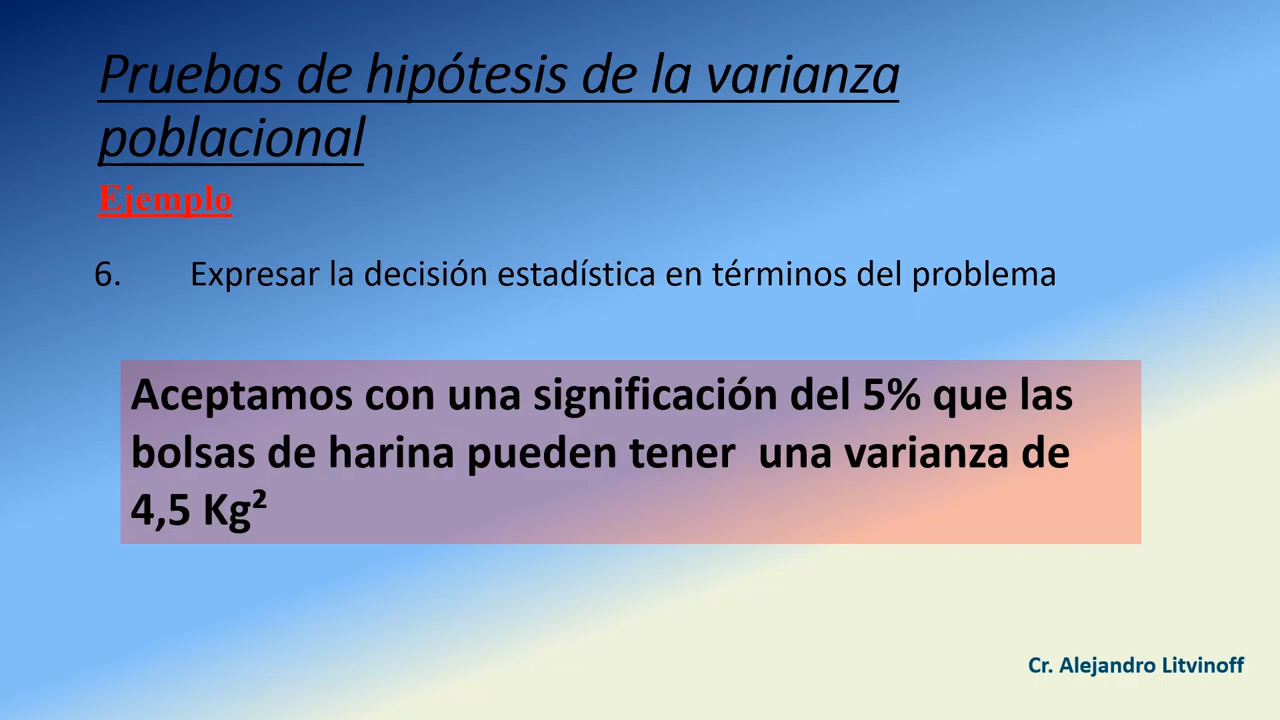 Pruebas de hipótesis de la varianza
poblacional
Ejemplo
6. Expresar la decisión estadística en términos del problema
Aceptamos con una significación del 5% que las
bolsas de harina pueden tener una varianza de
4,5 Kg²
Cr. Alejandro Litvinoff